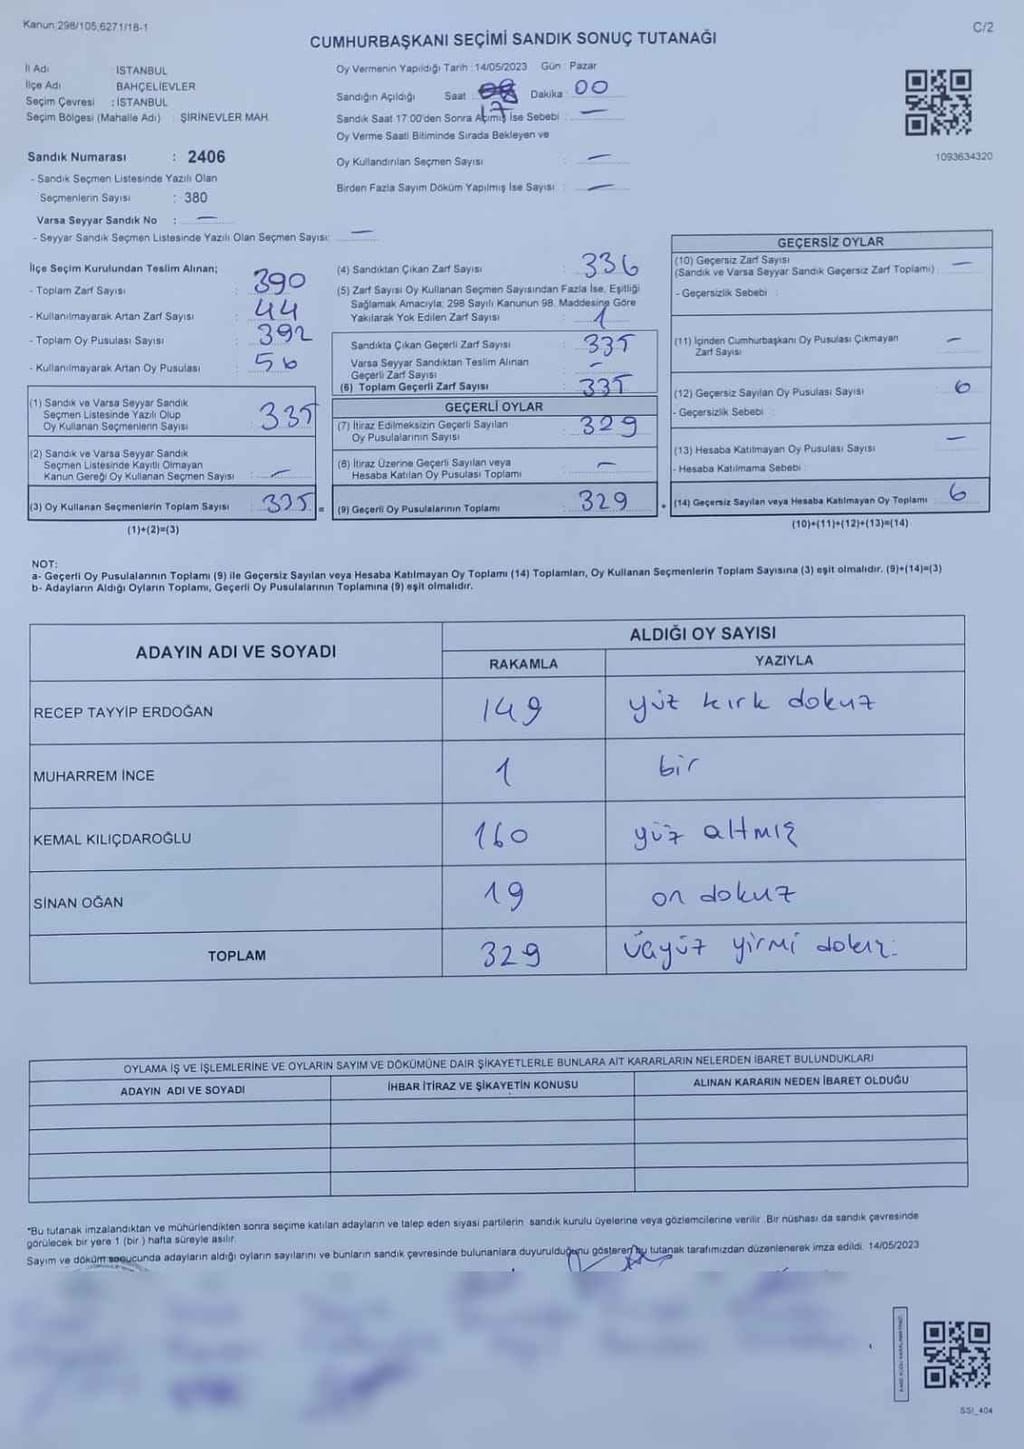 Kanun:298/105,6271/18-1
C/2
CUMHURBAŞKANI SEÇİMİ SANDIK SONUÇ TUTANAĞI
İl Adı : İSTANBUL
İlçe Adı BAHÇELİEVLER
Seçim Çevresi : İSTANBUL
Seçim Bölgesi (Mahalle Adı) : ŞİRİNEVLER MAH.
Sandık Numarası : 2406
- Sandık Seçmen Listesinde Yazılı Olan
Seçmenlerin Sayısı : 380
Varsa Seyyar Sandık No : —
- Seyyar Sandık Seçmen Listesinde Yazılı Olan Seçmen Sayısı: —
Oy Vermenin Yapıldığı Tarih : 14/05/2023 Gün : Pazar
Sandığın Açıldığı Saat 17 Dakika : 00
Sandık Saat 17:00'den Sonra Açılmış İse Sebebi : —
Oy Verme Saati Bitiminde Sırada Bekleyen ve
Oy Kullandırılan Seçmen Sayısı : —
Birden Fazla Sayım Döküm Yapılmış İse Sayısı : —
1093634320
İlçe Seçim Kurulundan Teslim Alınan;
- Toplam Zarf Sayısı : 390
- Kullanılmayarak Artan Zarf Sayısı : 44
- Toplam Oy Pusulası Sayısı : 392
- Kullanılmayarak Artan Oy Pusulası : 56
(1) Sandık ve Varsa Seyyar Sandık
Seçmen Listesinde Yazılı Olup
Oy Kullanan Seçmenlerin Sayısı : 335
(2) Sandık ve Varsa Seyyar Sandık
Seçmen Listesinde Kayıtlı Olmayan
Kanun Gereği Oy Kullanan Seçmen Sayısı : —
(3) Oy Kullanan Seçmenlerin Toplam Sayısı : 335 =
(1)+(2)=(3)
(4) Sandıktan Çıkan Zarf Sayısı : 336
(5) Zarf Sayısı Oy Kullanan Seçmen Sayısından Fazla İse, Eşitliği
Sağlamak Amacıyla; 298 Sayılı Kanunun 98. Maddesine Göre
Yakılarak Yok Edilen Zarf Sayısı : 1
Sandıkta Çıkan Geçerli Zarf Sayısı : 335
Varsa Seyyar Sandıktan Teslim Alınan
Geçerli Zarf Sayısı : —
(6) Toplam Geçerli Zarf Sayısı : 335
GEÇERLİ OYLAR
(7) İtiraz Edilmeksizin Geçerli Sayılan
Oy Pusulalarının Sayısı : 329
(8) İtiraz Üzerine Geçerli Sayılan veya
Hesaba Katılan Oy Pusulası Toplamı : —
(9) Geçerli Oy Pusulalarının Toplamı : 329 +
GEÇERSİZ OYLAR
(10) Geçersiz Zarf Sayısı
(Sandık ve Varsa Seyyar Sandık Geçersiz Zarf Toplamı) : —
- Geçersizlik Sebebi :
(11) İçinden Cumhurbaşkanı Oy Pusulası Çıkmayan
Zarf Sayısı —
(12) Geçersiz Sayılan Oy Pusulası Sayısı : 6
- Geçersizlik Sebebi :
(13) Hesaba Katılmayan Oy Pusulası Sayısı : —
- Hesaba Katılmama Sebebi :
(14) Geçersiz Sayılan veya Hesaba Katılmayan Oy Toplamı : 6
(10)+(11)+(12)+(13)=(14)
NOT:
a- Geçerli Oy Pusulalarının Toplamı (9) ile Geçersiz Sayılan veya Hesaba Katılmayan Oy Toplamı (14) Toplamları, Oy Kullanan Seçmenlerin Toplam Sayısına (3) eşit olmalıdır. (9)+(14)=(3)
b- Adayların Aldığı Oyların Toplamı, Geçerli Oy Pusulalarının Toplamına (9) eşit olmalıdır.
ADAYIN ADI VE SOYADI ALDIĞI OY SAYISI
RAKAMLA YAZIYLA
RECEP TAYYİP ERDOĞAN 149 yüz kırk dokuz
MUHARREM İNCE 1 bir
KEMAL KILIÇDAROĞLU 160 yüz altmış
SİNAN OĞAN 19 on dokuz
TOPLAM 329 üçyüz yirmi dokuz.
OYLAMA İŞ VE İŞLEMLERİNE VE OYLARIN SAYIM VE DÖKÜMÜNE DAİR ŞİKAYETLERLE BUNLARA AİT KARARLARIN NELERDEN İBARET BULUNDUKLARI
ADAYIN ADI VE SOYADI İHBAR İTİRAZ VE ŞİKAYETİN KONUSU ALINAN KARARIN NEDEN İBARET OLDUĞU
*Bu tutanak imzalandıktan ve mühürlendikten sonra seçime katılan adayların ve talep eden siyasi partilerin sandık kurulu üyelerine veya gözlemcilerine verilir .Bir nüshası da sandık çevresinde
görülecek bir yere 1 (bir ) hafta süreyle asılır.
Sayım ve döküm sonucunda adayların aldığı oyların sayılarını ve bunların sandık çevresinde bulunanlara duyurulduğunu gösteren bu tutanak tarafımızdan düzenlenerek imza edildi. 14/05/2023
SSI_404